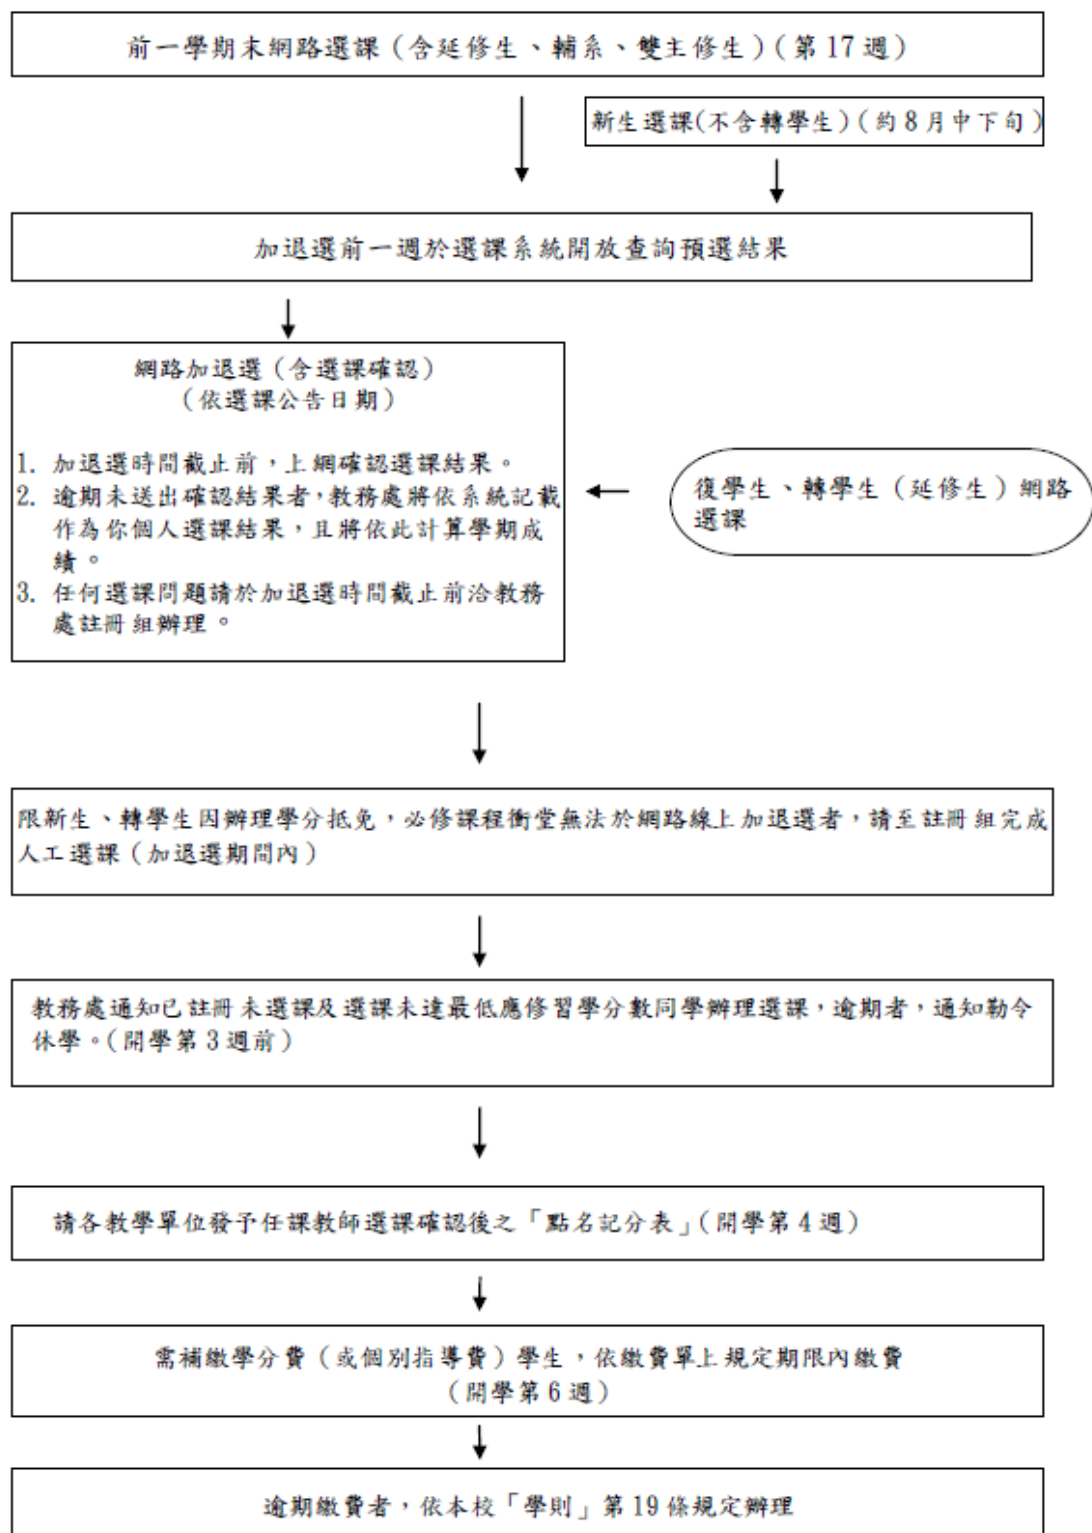 前一學期末網路選課（含延修生、輔系、雙主修生）(第 17 週)
新生選課(不含轉學生)(約 8 月中下旬)
加退選前一週於選課系統開放查詢預選結果
網路加退選（含選課確認）
（依選課公告日期）
1. 加退選時間截止前，上網確認選課結果。
2. 逾期未送出確認結果者，教務處將依系統記載
作為你個人選課結果，且將依此計算學期成
績。
3. 任何選課問題請於加退選時間截止前洽教務
處註冊組辦理。
復學生、轉學生（延修生）網路
選課
限新生、轉學生因辦理學分抵免，必修課程衝堂無法於網路線上加退選者，請至註冊組完成
人工選課（加退選期間內）
教務處通知已註冊未選課及選課未達最低應修習學分數同學辦理選課，逾期者，通知勒令
休學。(開學第 3 週前)
請各教學單位發予任課教師選課確認後之「點名記分表」(開學第 4 週)
需補繳學分費（或個別指導費）學生，依繳費單上規定期限內繳費
(開學第 6 週)
逾期繳費者，依本校「學則」第 19 條規定辦理